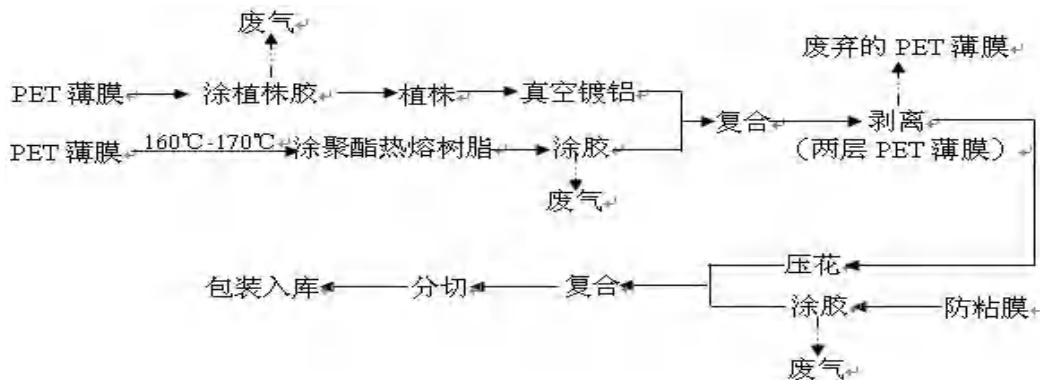 废气
废弃的 PET 薄膜
PET 薄膜 涂植株胶 植株 真空镀铝
复合 剥离
PET 薄膜 160℃-170℃ 涂聚酯热熔树脂 涂胶 (两层 PET 薄膜)
废气
压花
包装入库 分切 复合
涂胶 防粘膜
废气